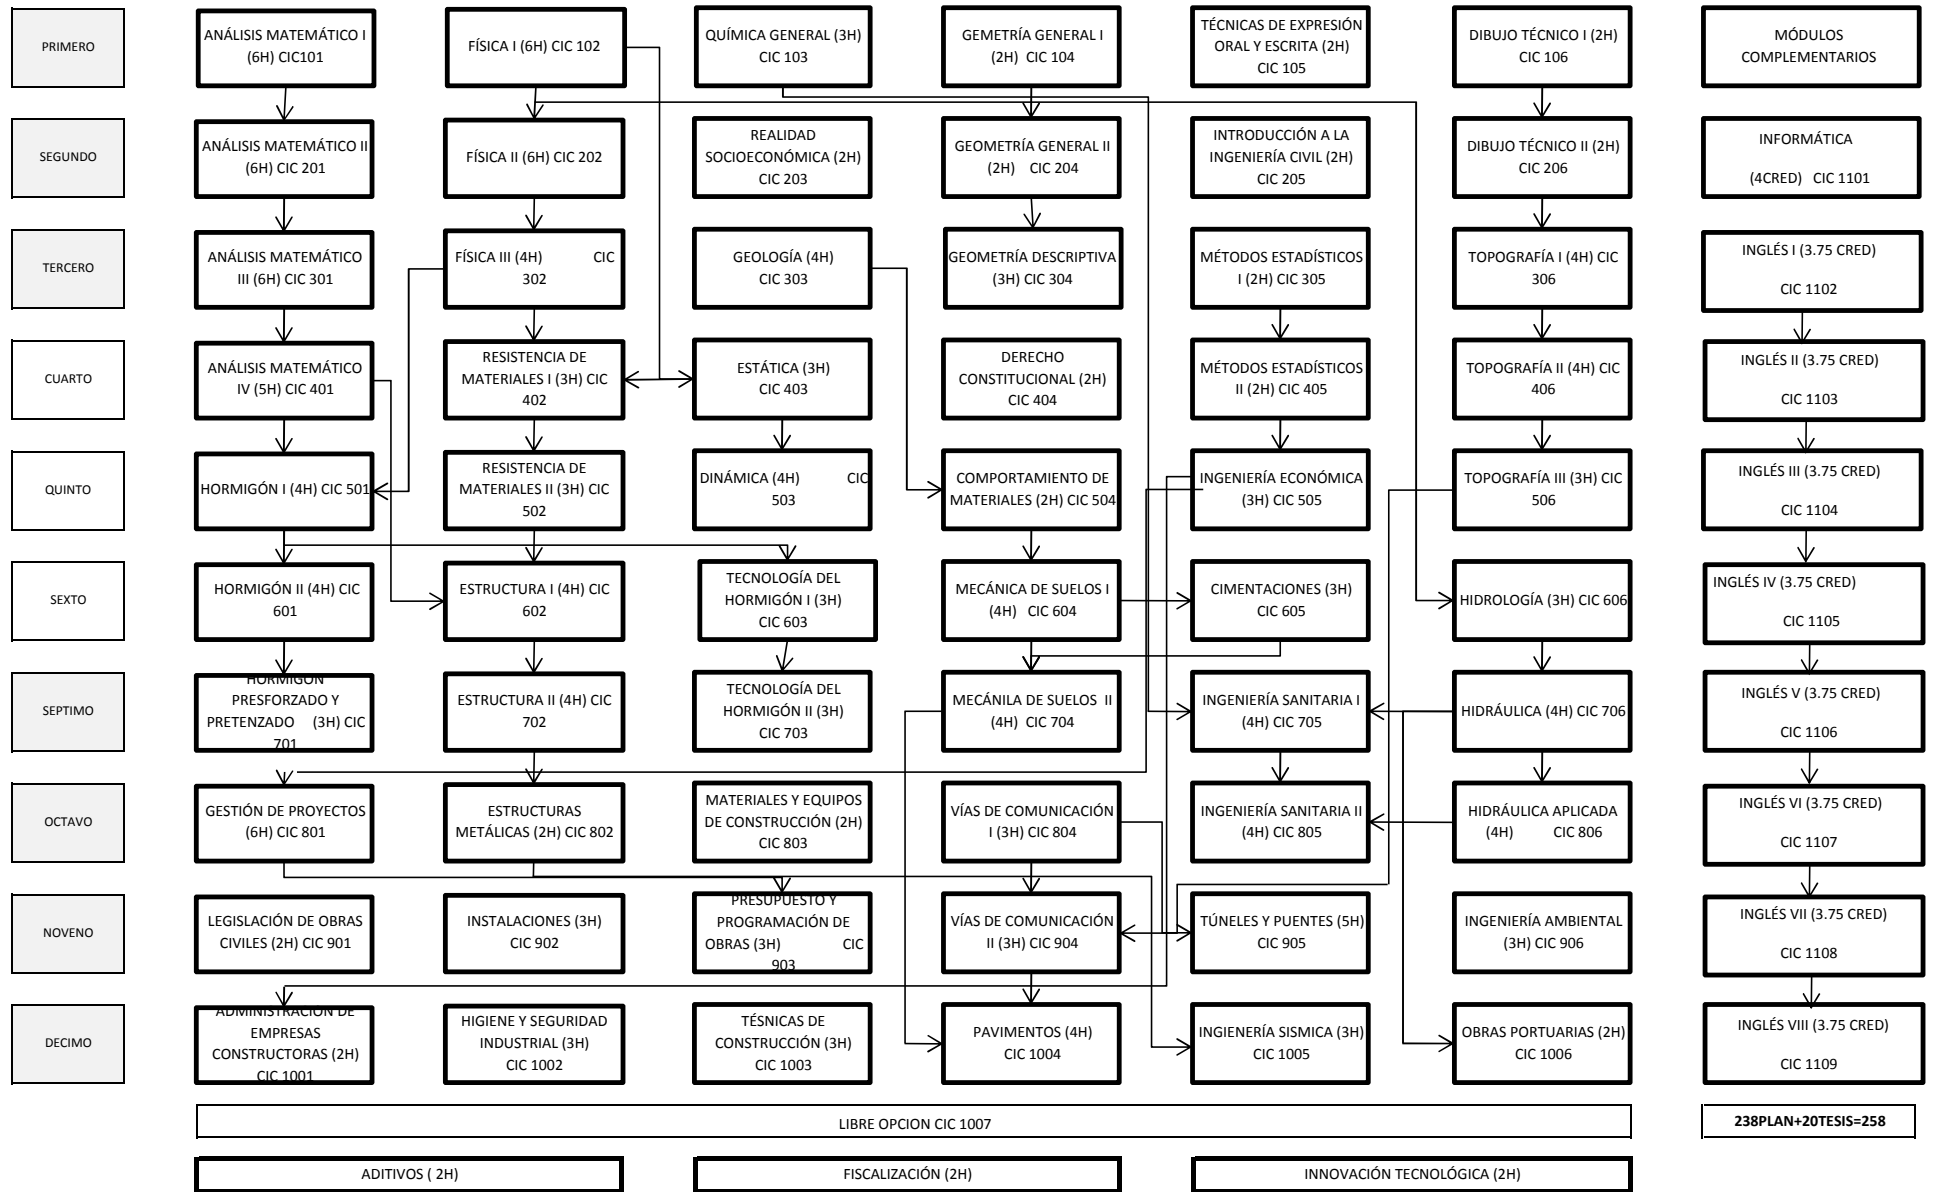 PRIMERO
ANÁLISIS MATEMÁTICO I
(6H) CIC101
FÍSICA I (6H) CIC 102
QUÍMICA GENERAL (3H)
CIC 103
GEMETRÍA GENERAL I
(2H) CIC 104
TÉCNICAS DE EXPRESIÓN
ORAL Y ESCRITA (2H)
CIC 105
DIBUJO TÉCNICO I (2H)
CIC 106
MÓDULOS
COMPLEMENTARIOS
SEGUNDO
ANÁLISIS MATEMÁTICO II
(6H) CIC 201
FÍSICA II (6H) CIC 202
REALIDAD
SOCIOECONÓMICA (2H)
CIC 203
GEOMETRÍA GENERAL II
(2H) CIC 204
INTRODUCCIÓN A LA
INGENIERÍA CIVIL (2H)
CIC 205
DIBUJO TÉCNICO II (2H)
CIC 206
INFORMÁTICA
(4CRED) CIC 1101
TERCERO
ANÁLISIS MATEMÁTICO
III (6H) CIC 301
FÍSICA III (4H) CIC
302
GEOLOGÍA (4H)
CIC 303
GEOMETRÍA DESCRIPTIVA
(3H) CIC 304
MÉTODOS ESTADÍSTICOS
I (2H) CIC 305
TOPOGRAFÍA I (4H) CIC
306
INGLÉS I (3.75 CRED)
CIC 1102
CUARTO
ANÁLISIS MATEMÁTICO
IV (5H) CIC 401
RESISTENCIA DE
MATERIALES I (3H) CIC
402
ESTÁTICA (3H)
CIC 403
DERECHO
CONSTITUCIONAL (2H)
CIC 404
MÉTODOS ESTADÍSTICOS
II (2H) CIC 405
TOPOGRAFÍA II (4H) CIC
406
INGLÉS II (3.75 CRED)
CIC 1103
QUINTO
HORMIGÓN I (4H) CIC 501
RESISTENCIA DE
MATERIALES II (3H) CIC
502
DINÁMICA (4H) CIC
503
COMPORTAMIENTO DE
MATERIALES (2H) CIC 504
INGENIERÍA ECONÓMICA
(3H) CIC 505
TOPOGRAFÍA III (3H) CIC
506
INGLÉS III (3.75 CRED)
CIC 1104
SEXTO
HORMIGÓN II (4H) CIC
601
ESTRUCTURA I (4H) CIC
602
TECNOLOGÍA DEL
HORMIGÓN I (3H)
CIC 603
MECÁNICA DE SUELOS I
(4H) CIC 604
CIMENTACIONES (3H)
CIC 605
HIDROLOGÍA (3H) CIC 606
INGLÉS IV (3.75 CRED)
CIC 1105
SEPTIMO
HORMIGÓN
PRESFORZADO Y
PRETENZADO (3H) CIC
701
ESTRUCTURA II (4H) CIC
702
TECNOLOGÍA DEL
HORMIGÓN II (3H)
CIC 703
MECÁNILA DE SUELOS II
(4H) CIC 704
INGENIERÍA SANITARIA I
(4H) CIC 705
HIDRÁULICA (4H) CIC 706
INGLÉS V (3.75 CRED)
CIC 1106
OCTAVO
GESTIÓN DE PROYECTOS
(6H) CIC 801
ESTRUCTURAS
METÁLICAS (2H) CIC 802
MATERIALES Y EQUIPOS
DE CONSTRUCCIÓN (2H)
CIC 803
VÍAS DE COMUNICACIÓN
I (3H) CIC 804
INGENIERÍA SANITARIA II
(4H) CIC 805
HIDRÁULICA APLICADA
(4H) CIC 806
INGLÉS VI (3.75 CRED)
CIC 1107
NOVENO
LEGISLACIÓN DE OBRAS
CIVILES (2H) CIC 901
INSTALACIONES (3H)
CIC 902
PRESUPUESTO Y
PROGRAMACIÓN DE
OBRAS (3H) CIC
903
VÍAS DE COMUNICACIÓN
II (3H) CIC 904
TÚNELES Y PUENTES (5H)
CIC 905
INGENIERÍA AMBIENTAL
(3H) CIC 906
INGLÉS VII (3.75 CRED)
CIC 1108
DECIMO
ADMINISTRACIÓN DE
EMPRESAS
CONSTRUCTORAS (2H)
CIC 1001
HIGIENE Y SEGURIDAD
INDUSTRIAL (3H)
CIC 1002
TÉSNICAS DE
CONSTRUCCIÓN (3H)
CIC 1003
PAVIMENTOS (4H)
CIC 1004
INGIENERÍA SISMICA (3H)
CIC 1005
OBRAS PORTUARIAS (2H)
CIC 1006
INGLÉS VIII (3.75 CRED)
CIC 1109
LIBRE OPCION CIC 1007
238PLAN+20TESIS=258
ADITIVOS ( 2H)
FISCALIZACIÓN (2H)
INNOVACIÓN TECNOLÓGICA (2H)